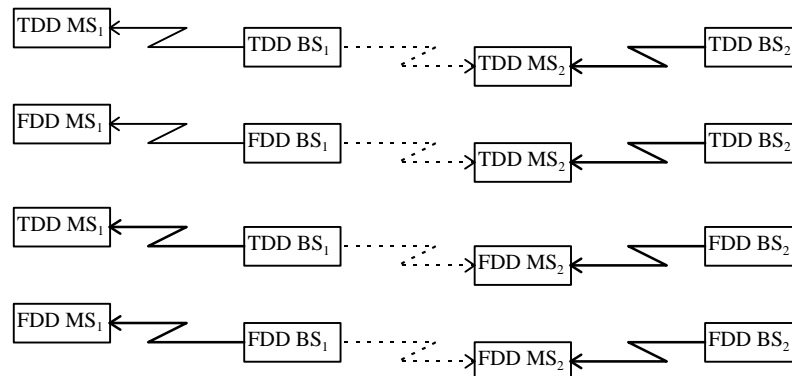 TDD MS₁ TDD BS₁ TDD MS₂ TDD BS₂
FDD MS₁ FDD BS₁ TDD MS₂ TDD BS₂
TDD MS₁ TDD BS₁ FDD MS₂ FDD BS₂
FDD MS₁ FDD BS₁ FDD MS₂ FDD BS₂